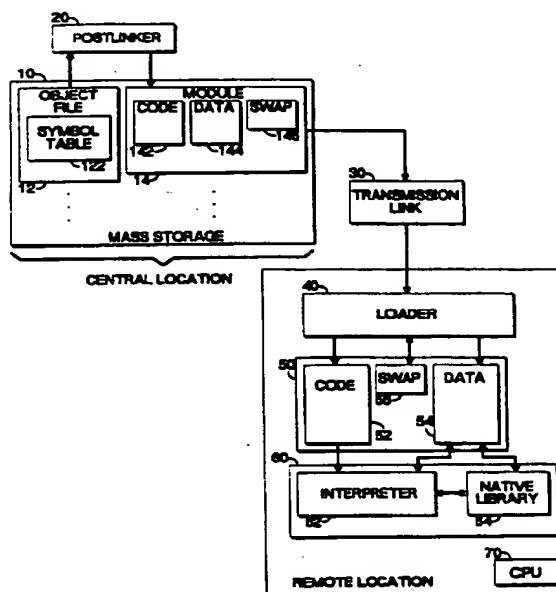 20
POSTLINKER
10
OBJECT FILE
MODULE
CODE
DATA
SWAP
SYMBOL TABLE
142
144
146
122
12
14
MASS STORAGE
CENTRAL LOCATION
30
TRANSMISSION LINK
40
LOADER
50
CODE
SWAP
DATA
56
52
54
60
INTERPRETER
NATIVE LIBRARY
62
64
70
CPU
REMOTE LOCATION